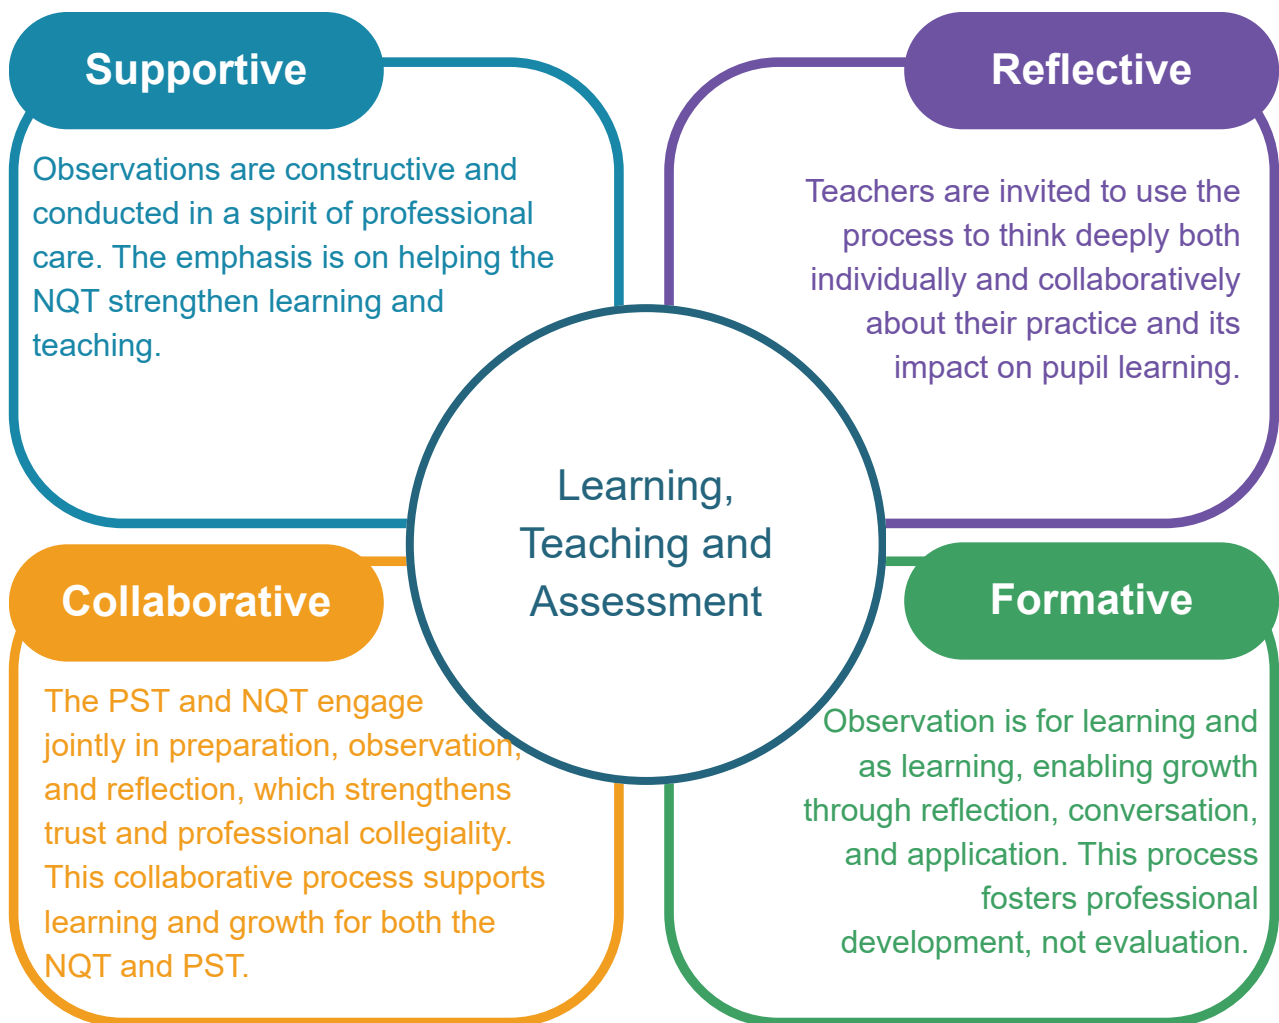 Supportive
Observations are constructive and
conducted in a spirit of professional
care. The emphasis is on helping the
NQT strengthen learning and
teaching.
Reflective
Teachers are invited to use the
process to think deeply both
individually and collaboratively
about their practice and its
impact on pupil learning.
Learning,
Teaching and
Assessment
Collaborative
The PST and NQT engage
jointly in preparation, observation,
and reflection, which strengthens
trust and professional collegiality.
This collaborative process supports
learning and growth for both the
NQT and PST.
Formative
Observation is for learning and
as learning, enabling growth
through reflection, conversation,
and application. This process
fosters professional
development, not evaluation.